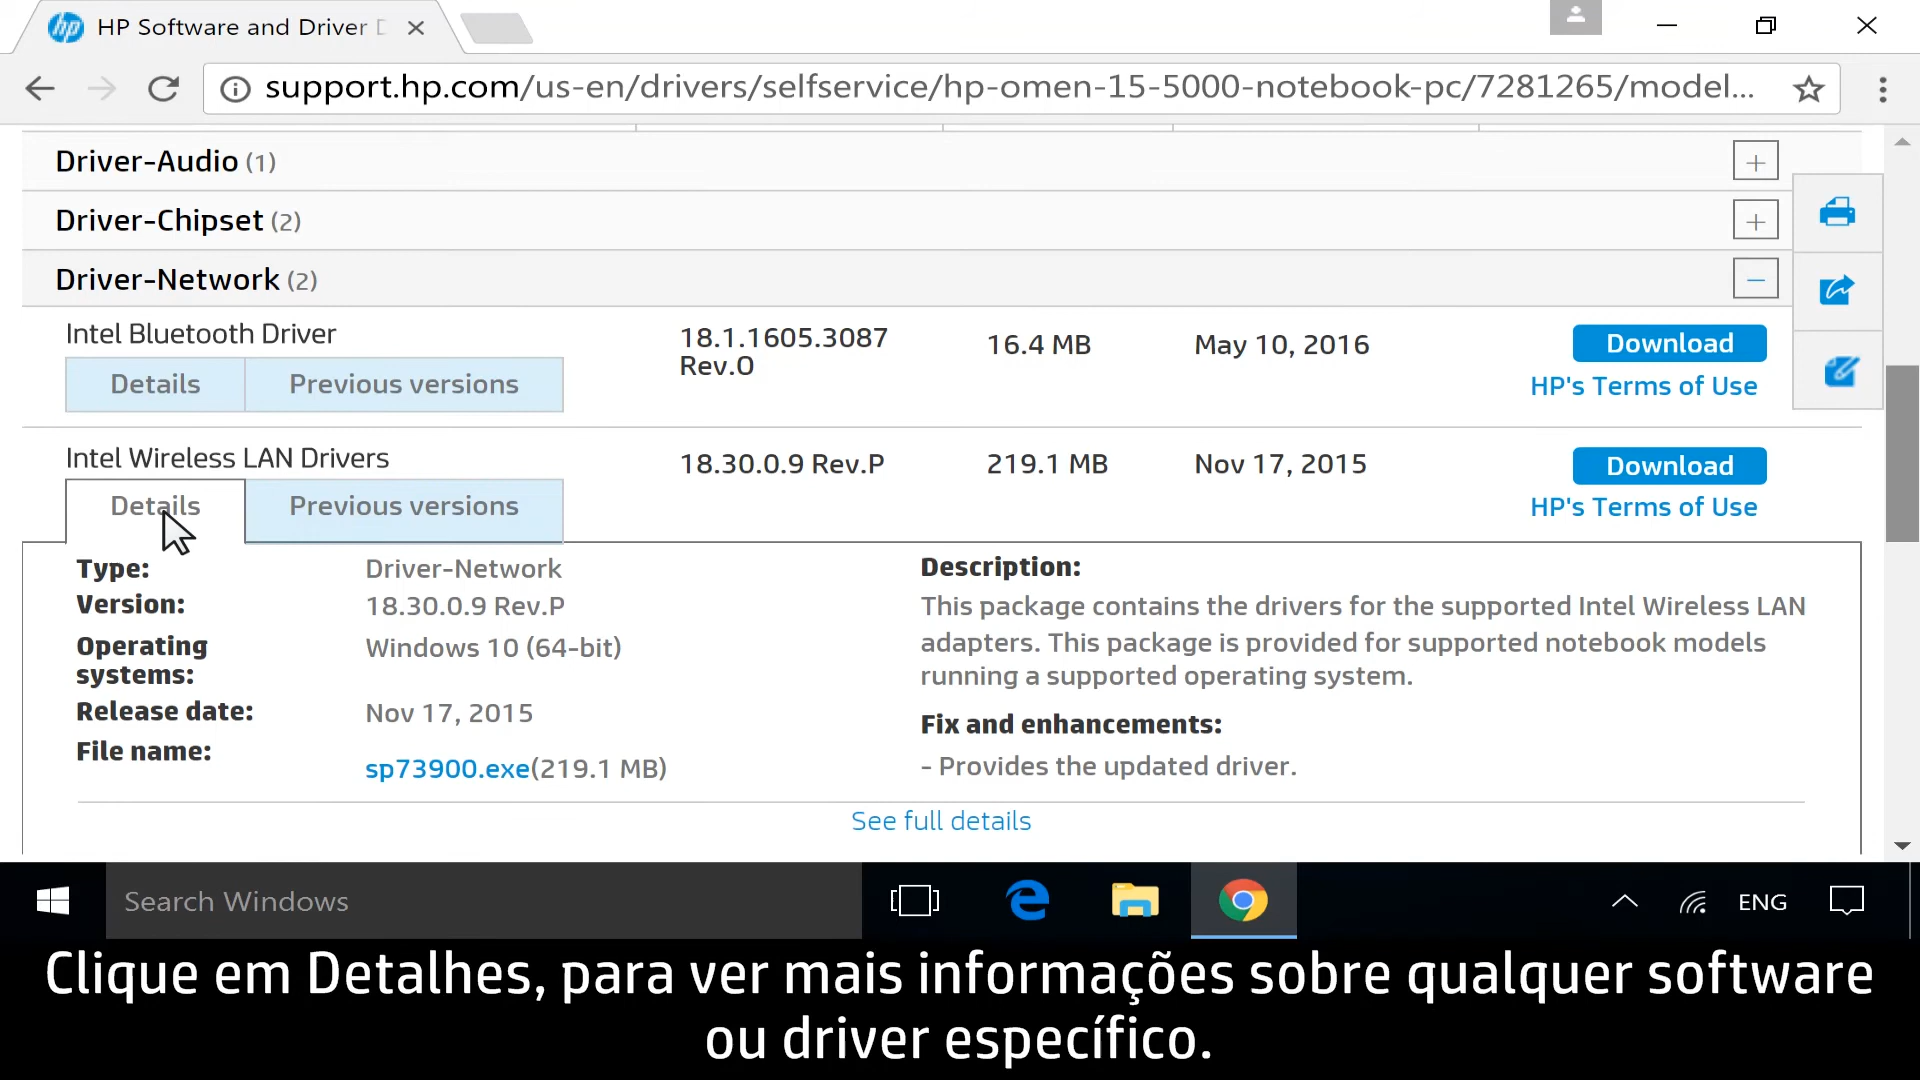 hp HP Software and Driver D
support.hp.com/us-en/drivers/selfservice/hp-omen-15-5000-notebook-pc/7281265/model...
Driver-Audio (1)
Driver-Chipset (2)
Driver-Network (2)
Intel Bluetooth Driver 18.1.1605.3087 16.4 MB May 10, 2016 Download
Rev.O
Details Previous versions HP's Terms of Use
Intel Wireless LAN Drivers 18.30.0.9 Rev.P 219.1 MB Nov 17, 2015 Download
Details Previous versions HP's Terms of Use
Type: Driver-Network
Version: 18.30.0.9 Rev.P
Operating systems: Windows 10 (64-bit)
Release date: Nov 17, 2015
File name: sp73900.exe(219.1 MB)
Description:
This package contains the drivers for the supported Intel Wireless LAN
adapters. This package is provided for supported notebook models
running a supported operating system.
Fix and enhancements:
- Provides the updated driver.
See full details
Search Windows ENG
Clique em Detalhes, para ver mais informações sobre qualquer software
ou driver específico.